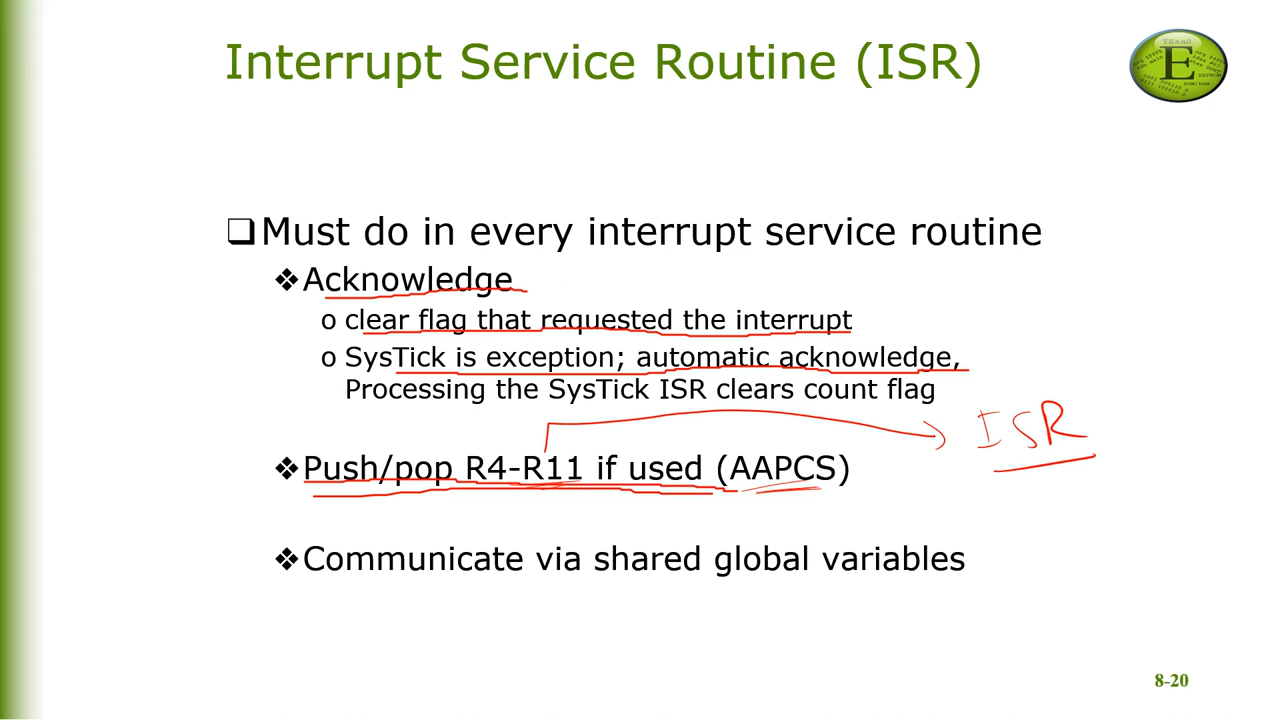 Interrupt Service Routine (ISR)
TExaS
E
EEPROM
❑Must do in every interrupt service routine
❖Acknowledge
o clear flag that requested the interrupt
o SysTick is exception; automatic acknowledge,
Processing the SysTick ISR clears count flag
ISR
❖Push/pop R4-R11 if used (AAPCS)
❖Communicate via shared global variables
8-20